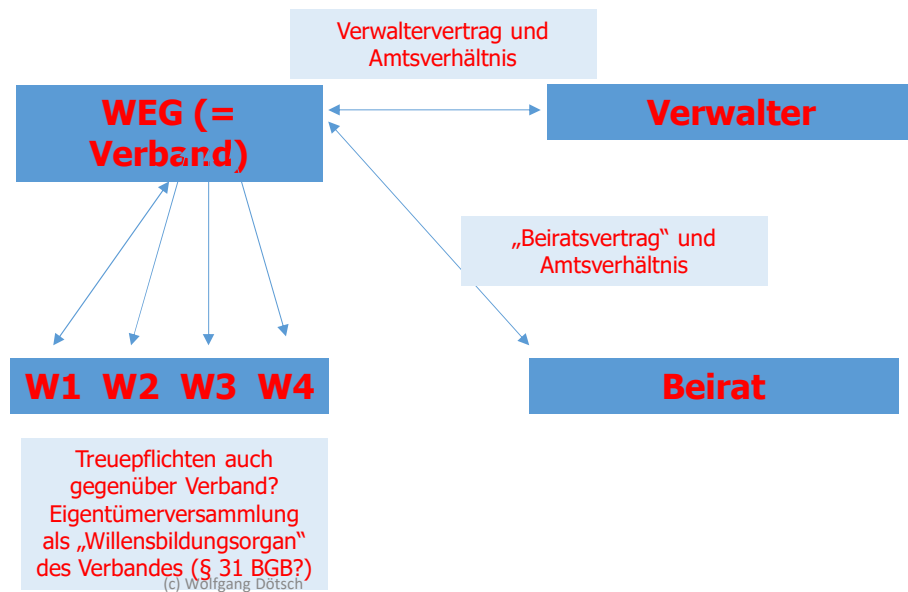 Verwaltervertrag und
Amtsverhältnis
WEG (=
Verband)
Verwalter
„Beiratsvertrag“ und
Amtsverhältnis
W1 W2 W3 W4
Beirat
Treuepflichten auch
gegenüber Verband?
Eigentümerversammlung
als „Willensbildungsorgan“
des Verbandes (§ 31 BGB?)
(c) Wolfgang Dötsch